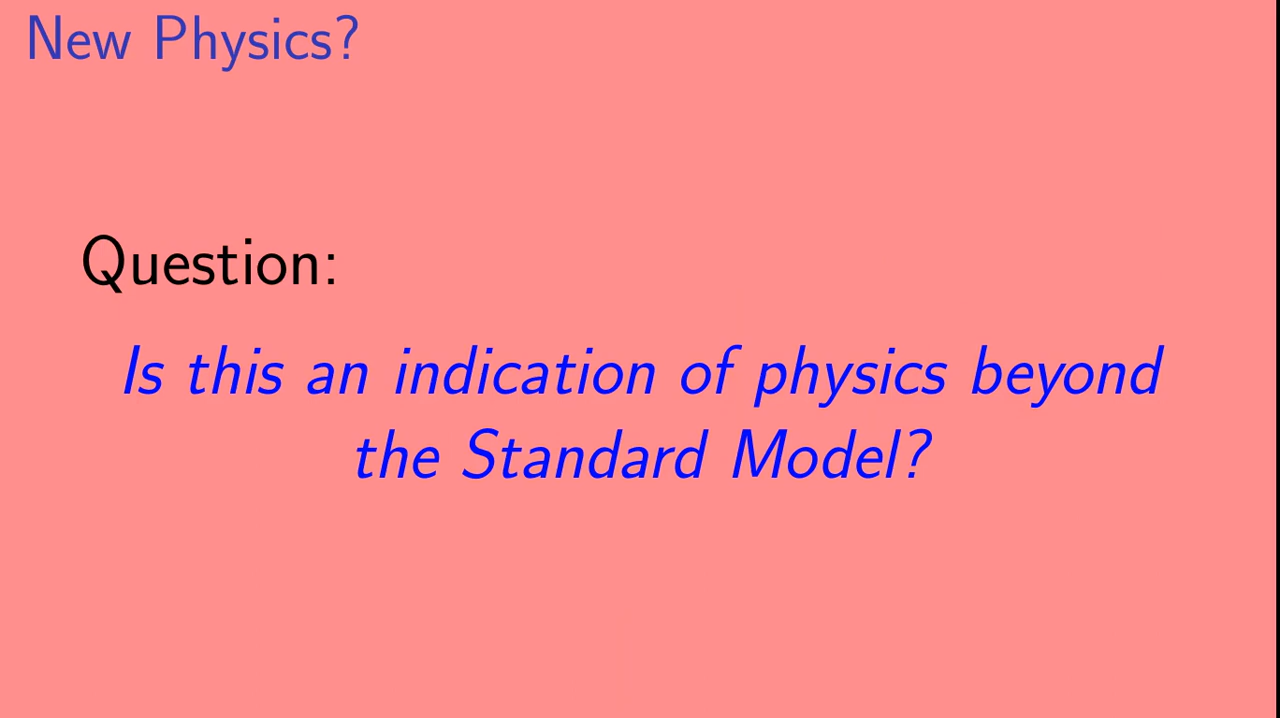 New Physics?
Question:
Is this an indication of physics beyond
the Standard Model?